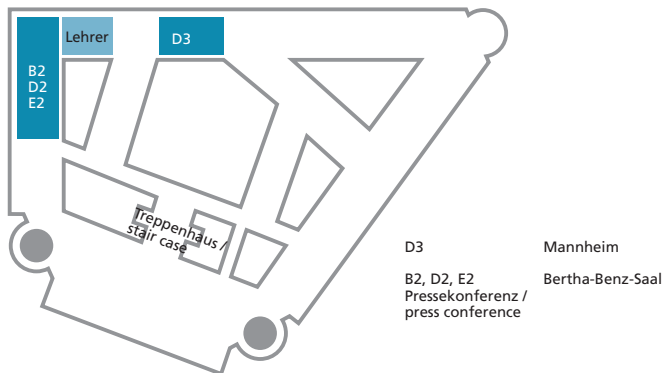 Lehrer
D3
B2
D2
E2
Treppenhaus /
stair case
D3 Mannheim
B2, D2, E2 Bertha-Benz-Saal
Pressekonferenz /
press conference